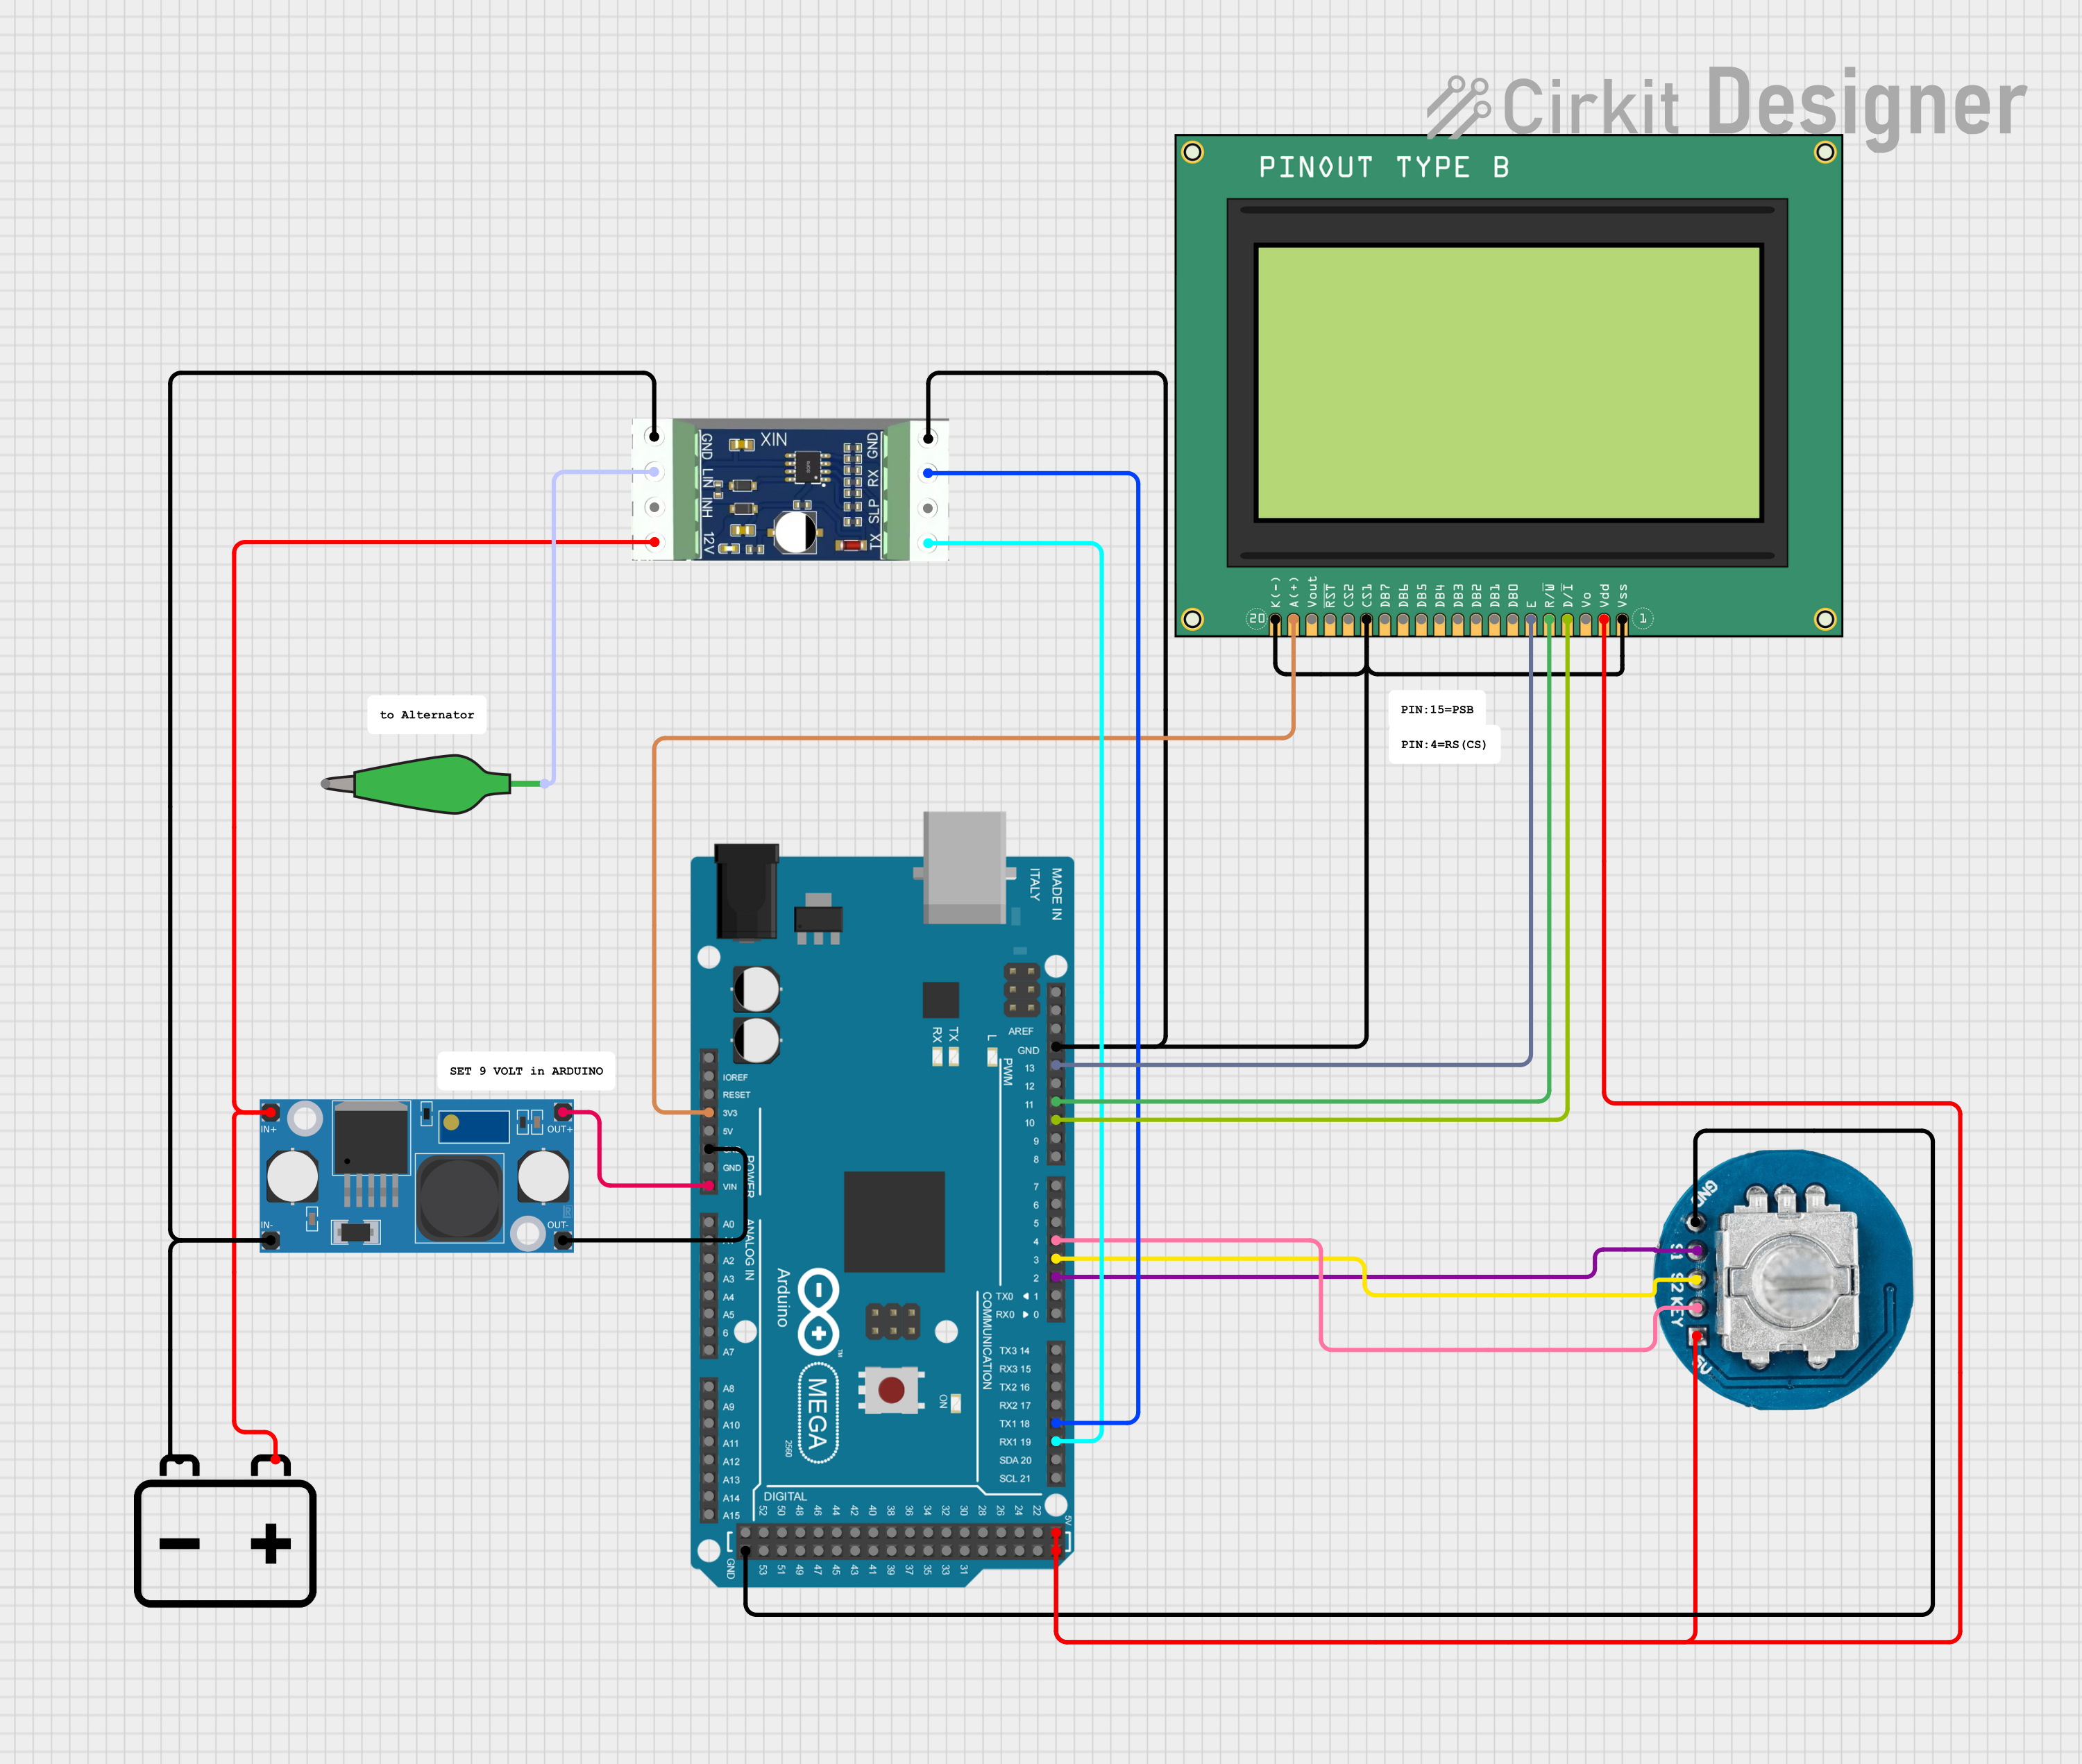 Cirkit Designer
PINOUT TYPE B
20
K(-)
A(+)
Vout
RST
CS2
CS1
DB7
DB6
DB5
DB4
DB3
DB2
DB1
DB0
E
R/W
D/I
Vo
Vdd
Vss
1
PIN:15=PSB
PIN:4=RS(CS)
XIN
GND
LIN
INH
12V
GND
RX
SLP
TX
to Alternator
SET 9 VOLT in ARDUINO
IN+
OUT+
IN-
OUT-
MADE IN
ITALY
RX
TX
L
AREF
GND
13
12
11
10
9
8
PWM
IOREF
RESET
3V3
5V
GND
VIN
POWER
7
6
5
4
3
2
TX0 ◀ 1
RX0 ▶ 0
A0
A2
A3
A4
A5
6
A7
ANALOG IN
Arduino
TM
MEGA
2560
ON
COMMUNICATION
TX3 14
RX3 15
TX2 16
RX2 17
TX1 18
RX1 19
SDA 20
SCL 21
A8
A9
A10
A11
A12
A13
A14
A15
DIGITAL
52
50
48
46
44
42
40
38
36
34
32
30
28
26
24
22
5V
GND
53
51
49
47
45
43
41
39
37
35
33
31
GND
S1
S2
KEY
5V